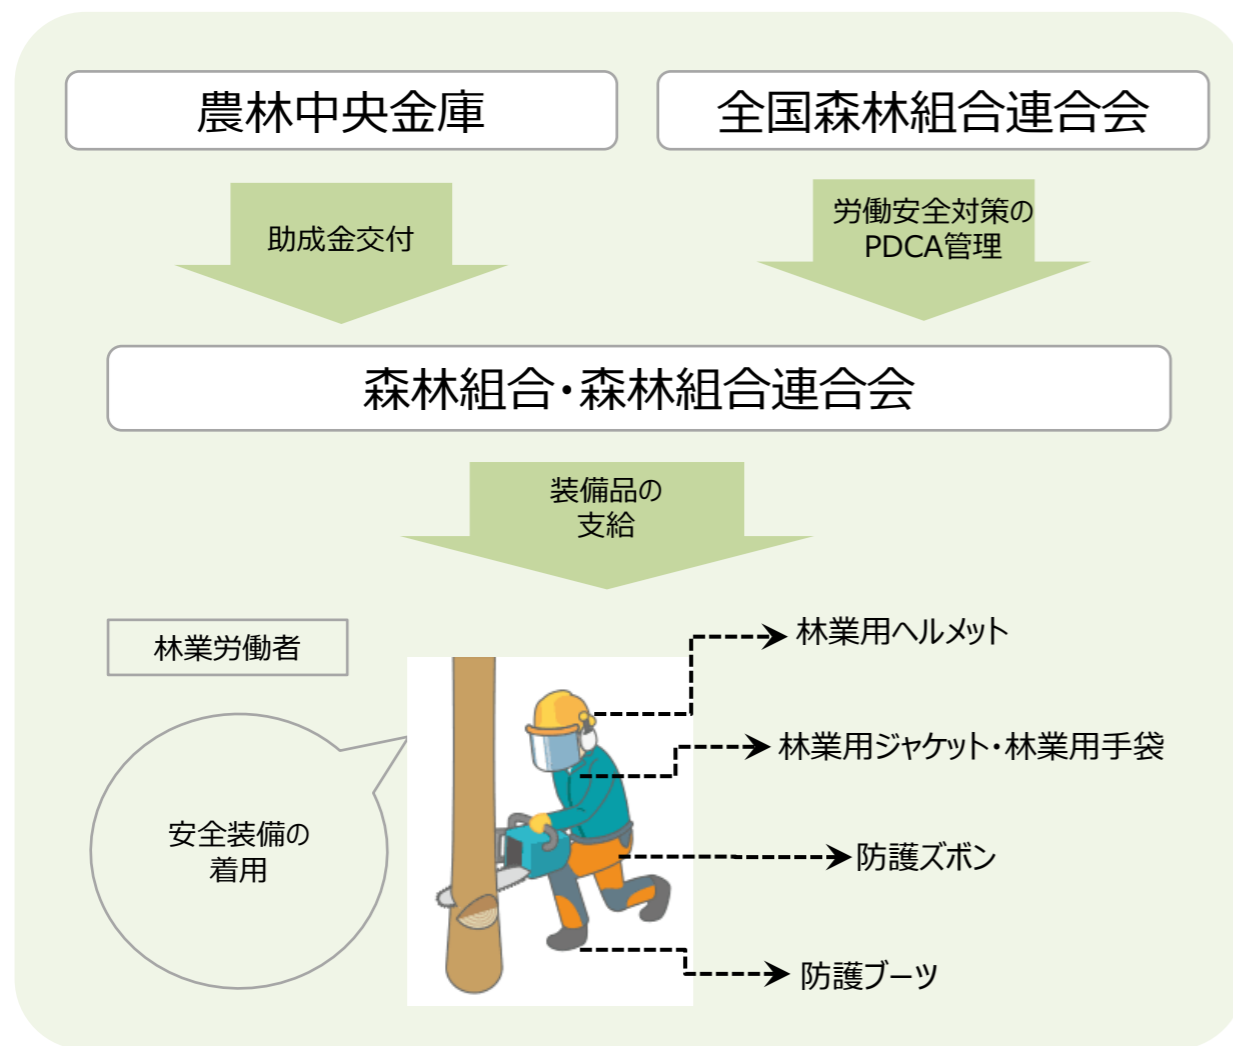 農林中央金庫
全国森林組合連合会
助成金交付
労働安全対策の
PDCA管理
森林組合・森林組合連合会
装備品の
支給
林業労働者
林業用ヘルメット
林業用ジャケット・林業用手袋
安全装備の
着用
防護ズボン
防護ブーツ